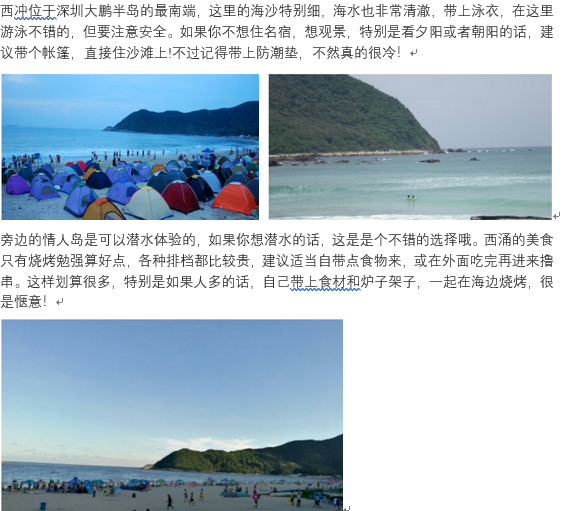 西冲位于深圳大鹏半岛的最南端，这里的海沙特别细，海水也非常清澈，带上泳衣，在这里
游泳不错的，但要注意安全。如果你不想住名宿，想观景，特别是看夕阳或者朝阳的话，建
议带个帐篷，直接住沙滩上!不过记得带上防潮垫，不然真的很冷！
旁边的情人岛是可以潜水体验的，如果你想潜水的话，这是是个不错的选择哦。西涌的美食
只有烧烤勉强算好点，各种排档都比较贵，建议适当自带点食物来，或在外面吃完再进来撸
串。这样划算很多，特别是如果人多的话，自己带上食材和炉子架子，一起在海边烧烤，很
是惬意！